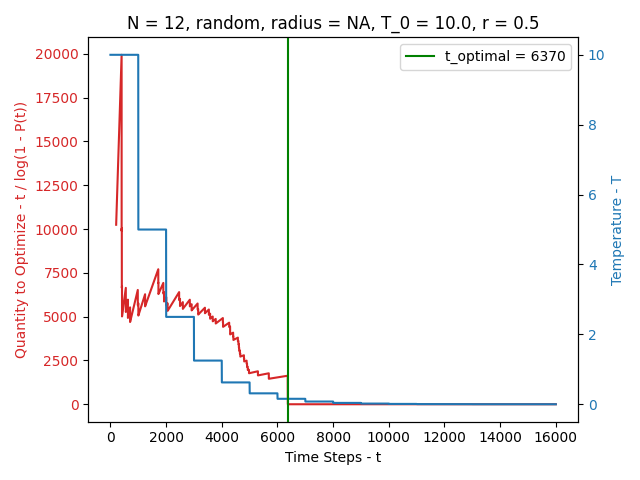 N = 12, random, radius = NA, T_0 = 10.0, r = 0.5
t_optimal = 6370
Quantity to Optimize - t / log(1 - P(t))
20000
17500
15000
12500
10000
7500
5000
2500
0
10
8
6
4
2
0
Temperature - T
0 2000 4000 6000 8000 10000 12000 14000 16000
Time Steps - t